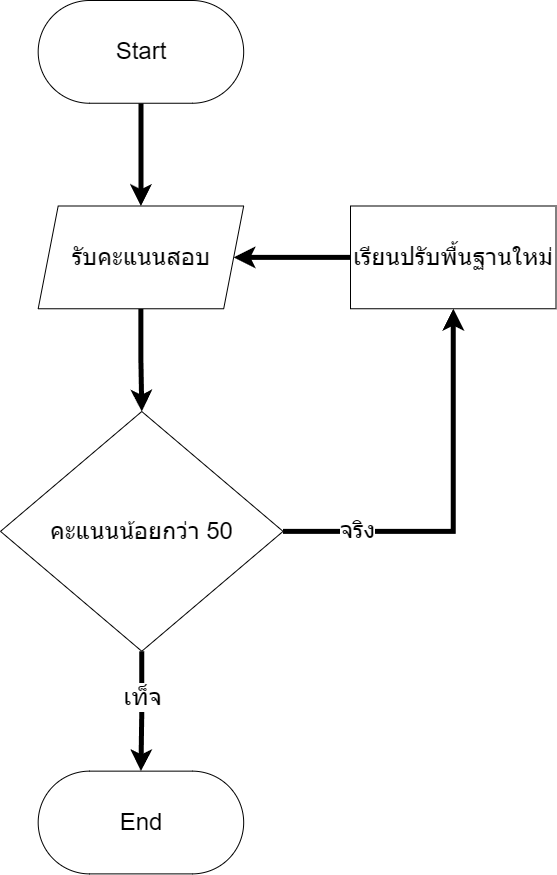 Start
รับคะแนนสอบ
เรียนปรับพื้นฐานใหม่
คะแนนน้อยกว่า 50
จริง
เท็จ
End